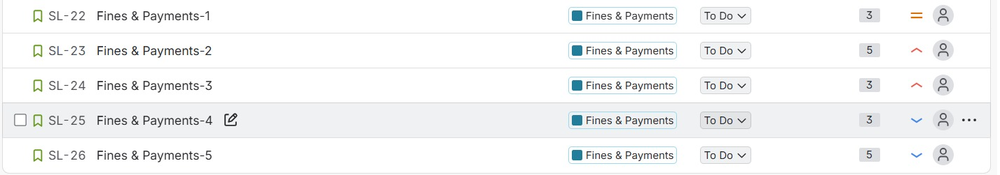 SL-22 Fines & Payments-1 Fines & Payments To Do 3
SL-23 Fines & Payments-2 Fines & Payments To Do 5
SL-24 Fines & Payments-3 Fines & Payments To Do 3
SL-25 Fines & Payments-4 Fines & Payments To Do 3
SL-26 Fines & Payments-5 Fines & Payments To Do 5